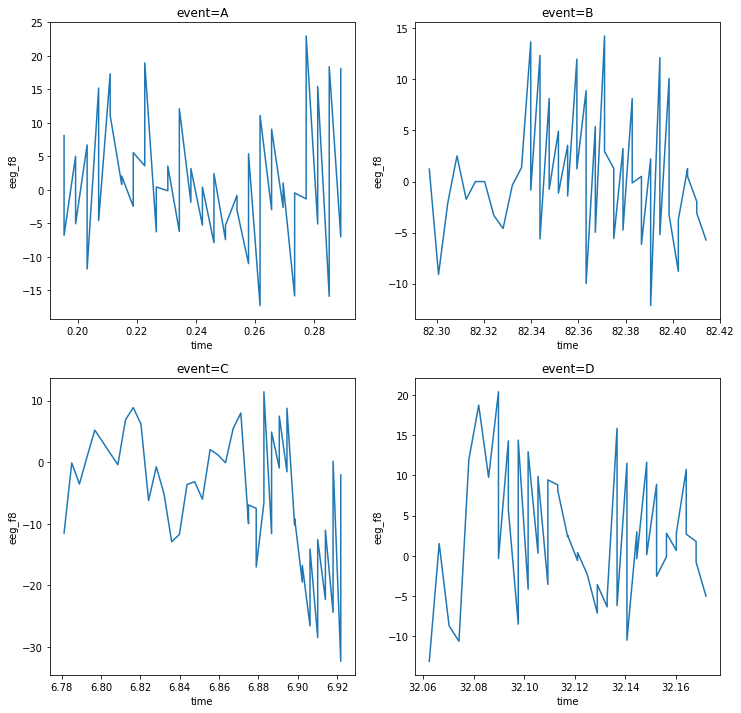 event=A
25
20
15
10
5
0
−5
−10
−15
eeg_f8
0.20 0.22 0.24 0.26 0.28
time
event=B
15
10
5
0
−5
−10
eeg_f8
82.30 82.32 82.34 82.36 82.38 82.40 82.42
time
event=C
10
0
−10
−20
−30
eeg_f8
6.78 6.80 6.82 6.84 6.86 6.88 6.90 6.92
time
event=D
20
15
10
5
0
−5
−10
eeg_f8
32.06 32.08 32.10 32.12 32.14 32.16
time